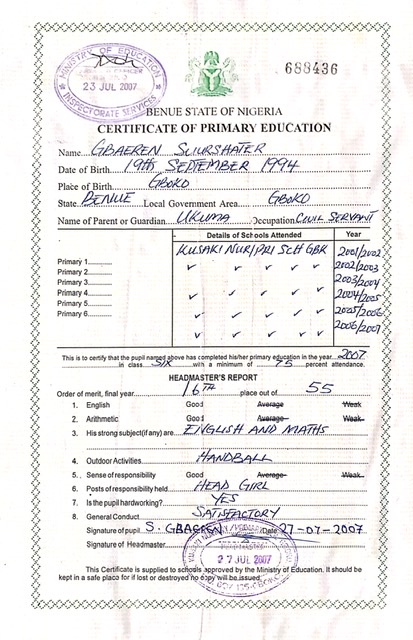 MINISTRY OF EDUCATION
23 JUL 2007
INSPECTORATE SERVICES
688436
BENUE STATE OF NIGERIA
CERTIFICATE OF PRIMARY EDUCATION
Name GBAEREN SUURSHATER
Date of Birth 19th SEPTEMBER 1994
Place of Birth GBOKO
State BENUE Local Government Area GBOKO
Name of Parent or Guardian UKUMA Occupation CIVIL SERVANT
Details of Schools Attended Year
KUSAKI NUR/PRI SCH GBK 2001/2002
Primary 1 2002/2003
Primary 2 2003/2004
Primary 3 2004/2005
Primary 4 2005/2006
Primary 5 2006/2007
Primary 6
This is to certify that the pupil named above has completed his/her primary education in the year 2007
in class SIX with a minimum of 75 percent attendance.
HEADMASTER'S REPORT
Order of merit, final year 16TH place out of 55
1. English Good Average Weak
2. Arithmetic Good Average Weak
3. His strong subject(if any) are ENGLISH AND MATHS
4. Outdoor Activities HANDBALL
5. Sense of responsibility Good Average Weak
6. Posts of responsibility held HEAD GIRL
7. Is the pupil hardworking? YES
8. General Conduct SATISFACTORY
Signature of pupil S. GBAEREN Date 27-07-2007
Signature of Headmaster
27 JUL 2007
This Certificate is supplied to schools approved by the Ministry of Education. It should be
kept in a safe place for if lost or destroyed no copy will be issued.